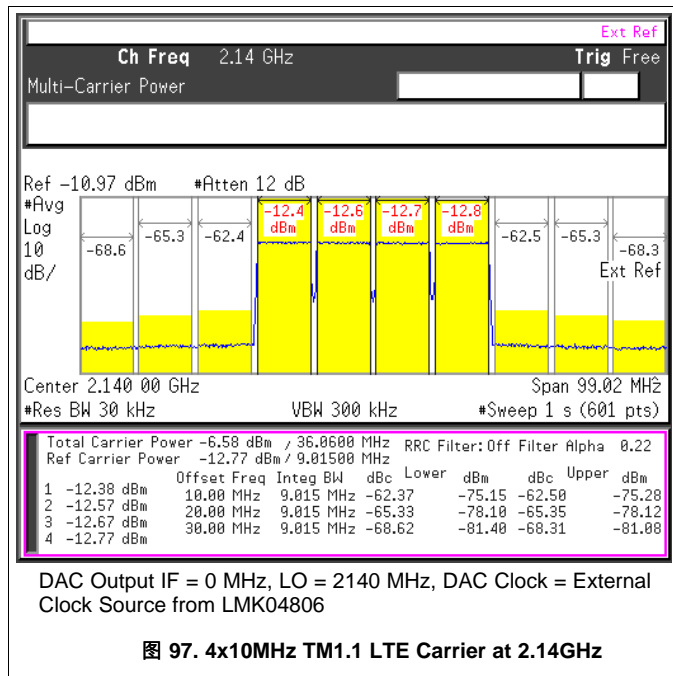 Ext Ref
Ch Freq 2.14 GHz Trig Free
Multi-Carrier Power
Ref -10.97 dBm #Atten 12 dB
#Avg
Log
10
dB/
-68.6 -65.3 -62.4 -12.4 dBm -12.6 dBm -12.7 dBm -12.8 dBm -62.5 -65.3 -68.3
Ext Ref
Center 2.140 00 GHz Span 99.02 MHz
#Res BW 30 kHz VBW 300 kHz #Sweep 1 s (601 pts)
Total Carrier Power -6.58 dBm / 36.0600 MHz RRC Filter: Off Filter Alpha 0.22
Ref Carrier Power -12.77 dBm / 9.01500 MHz
Offset Freq Integ BW dBc Lower dBm dBc Upper dBm
1 -12.38 dBm 10.00 MHz 9.015 MHz -62.37 -75.15 -62.50 -75.28
2 -12.57 dBm 20.00 MHz 9.015 MHz -65.33 -78.10 -65.35 -78.12
3 -12.67 dBm 30.00 MHz 9.015 MHz -68.62 -81.40 -68.31 -81.08
4 -12.77 dBm
DAC Output IF = 0 MHz, LO = 2140 MHz, DAC Clock = External
Clock Source from LMK04806
图 97. 4x10MHz TM1.1 LTE Carrier at 2.14GHz